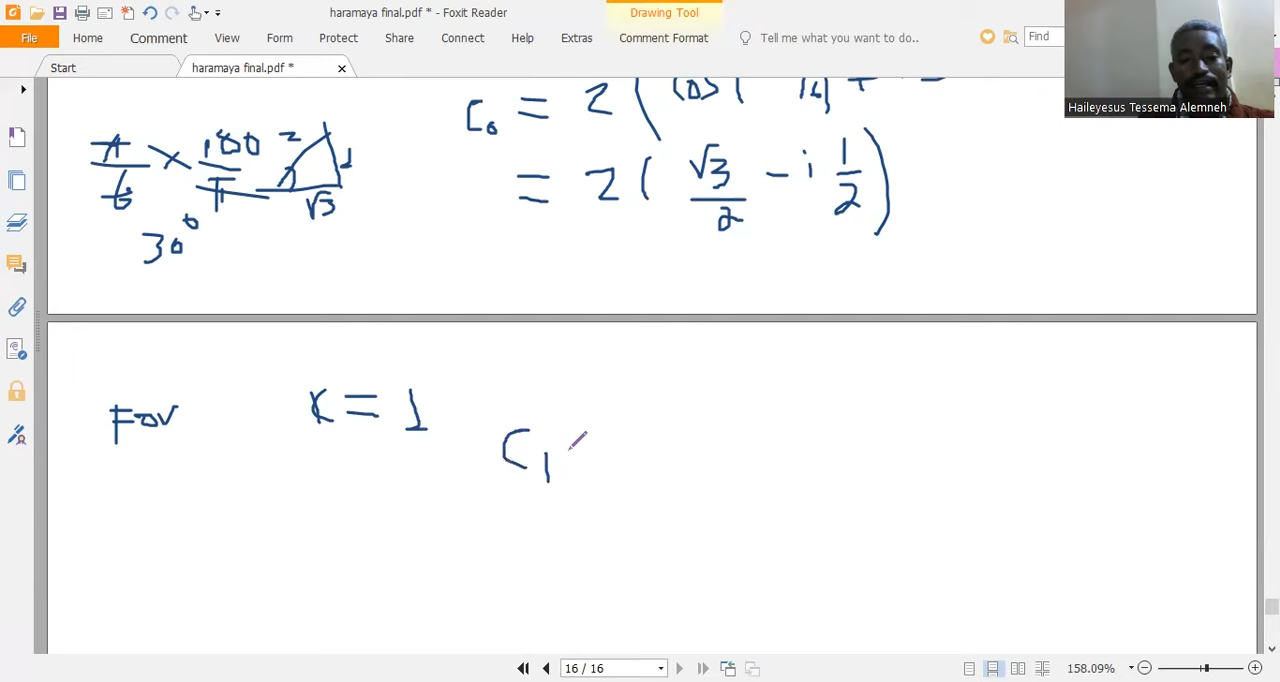 haramaya final.pdf * - Foxit Reader
Drawing Tool
File Home Comment View Form Protect Share Connect Help Extras Comment Format Tell me what you want to do.. Find
Start haramaya final.pdf *
Haileyesus Tessema Alemneh
C₀ = 2 (cos(
π/6 × 180/π 2 1 √3
= 2 ( √3/2 - i 1/2 )
30°
For k = 1
C₁
16 / 16 158.09%